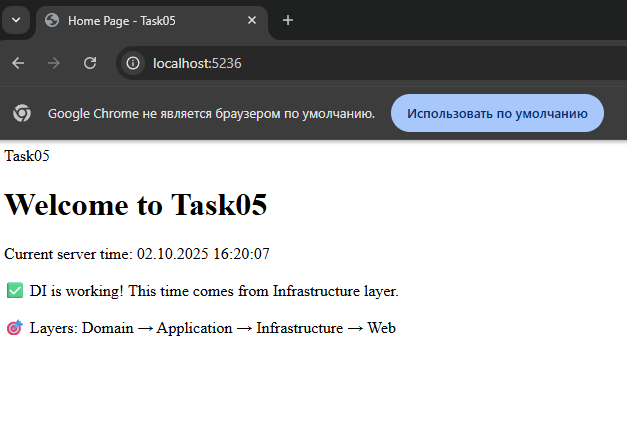 Home Page - Task05
localhost:5236
Google Chrome не является браузером по умолчанию.
Использовать по умолчанию
Task05
Welcome to Task05
Current server time: 02.10.2025 16:20:07
✅ DI is working! This time comes from Infrastructure layer.
🎯 Layers: Domain → Application → Infrastructure → Web